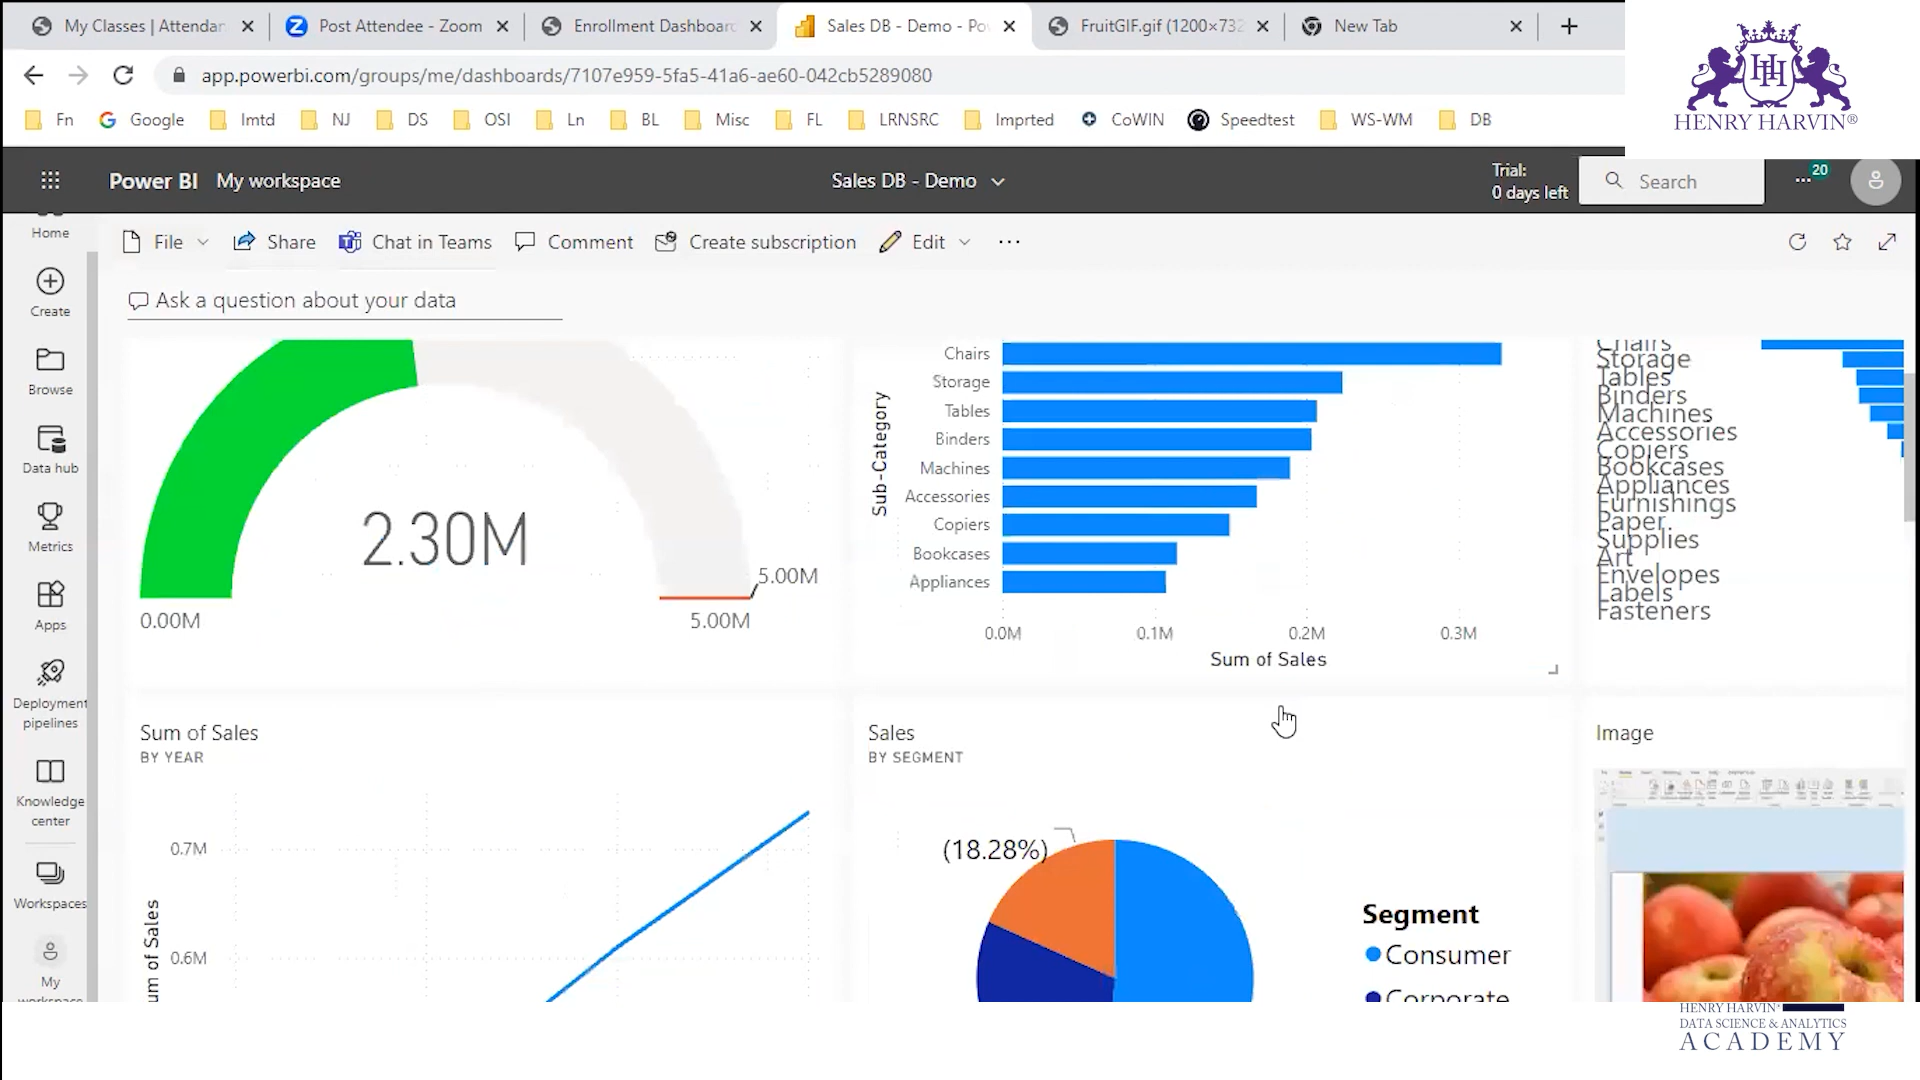 My Classes | Attendan
Post Attendee - Zoom
Enrollment Dashboard
Sales DB - Demo - Po
FruitGIF.gif (1200×732
New Tab
app.powerbi.com/groups/me/dashboards/7107e959-5fa5-41a6-ae60-042cb5289080
Fn
Google
Imtd
NJ
DS
OSI
Ln
BL
Misc
FL
LRNSRC
Imprted
CoWIN
Speedtest
WS-WM
DB
HENRY HARVIN®
Power BI
My workspace
Sales DB - Demo
Trial:
0 days left
Search
20
Home
Create
Browse
Data hub
Metrics
Apps
Deployment
pipelines
Knowledge
center
Workspaces
My
workspace
File
Share
Chat in Teams
Comment
Create subscription
Edit
Ask a question about your data
2.30M
0.00M
5.00M
5.00M
Sub-Category
Chairs
Storage
Tables
Binders
Machines
Accessories
Copiers
Bookcases
Appliances
0.0M
0.1M
0.2M
0.3M
Sum of Sales
Chairs
Storage
Tables
Binders
Machines
Accessories
Copiers
Bookcases
Appliances
Furnishings
Paper
Supplies
Art
Envelopes
Labels
Fasteners
Sum of Sales
BY YEAR
0.7M
0.6M
um of Sales
Sales
BY SEGMENT
(18.28%)
Segment
Consumer
Corporate
Image
HENRY HARVIN®
DATA SCIENCE & ANALYTICS
ACADEMY